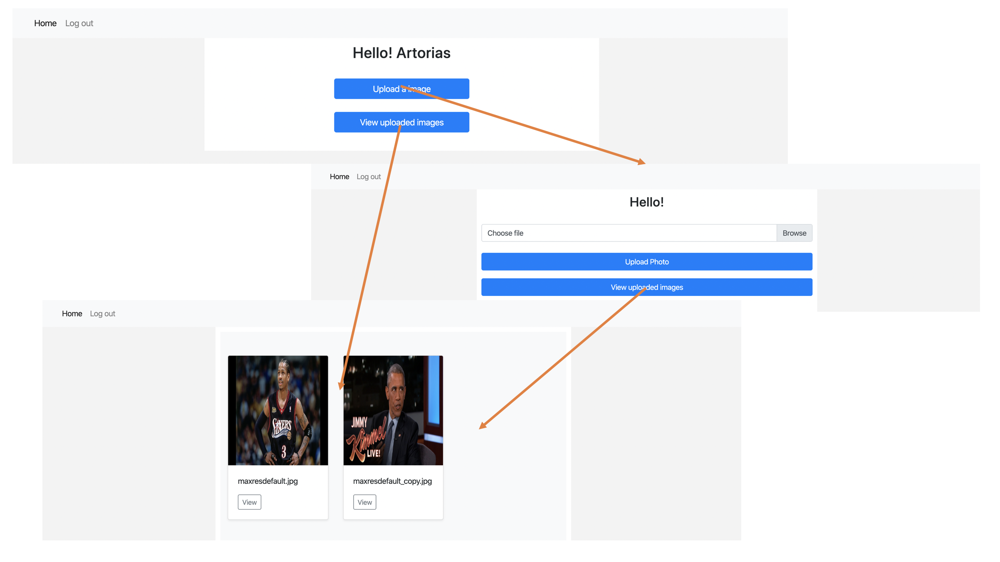 Home Log out
Hello! Artorias
Upload a image
View uploaded images
Home Log out
Hello!
Choose file Browse
Upload Photo
View uploaded images
Home Log out
SIXERS
3
JIMMY
Kimmel
LIVE!
maxresdefault.jpg
View
maxresdefault_copy.jpg
View